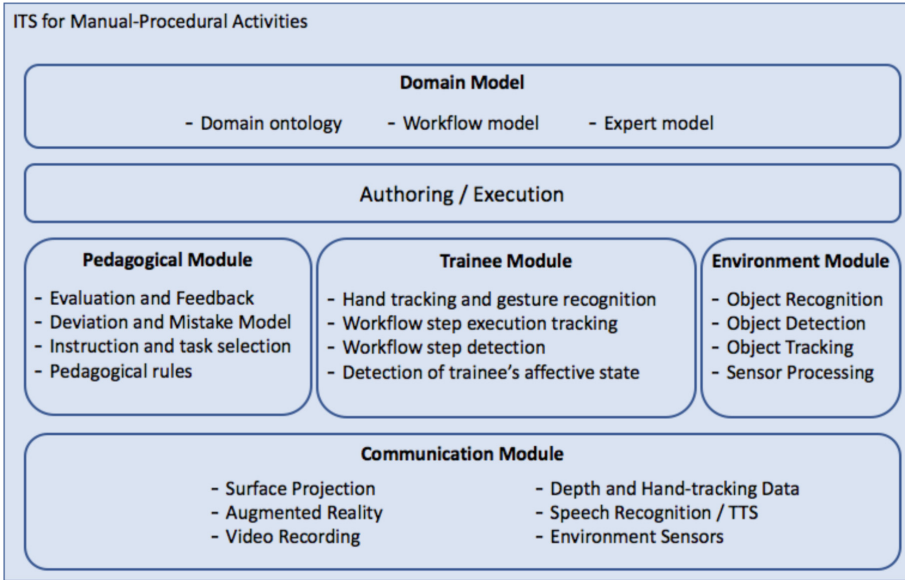 ITS for Manual-Procedural Activities
Domain Model
- Domain ontology - Workflow model - Expert model
Authoring / Execution
Pedagogical Module
- Evaluation and Feedback
- Deviation and Mistake Model
- Instruction and task selection
- Pedagogical rules
Trainee Module
- Hand tracking and gesture recognition
- Workflow step execution tracking
- Workflow step detection
- Detection of trainee's affective state
Environment Module
- Object Recognition
- Object Detection
- Object Tracking
- Sensor Processing
Communication Module
- Surface Projection
- Augmented Reality
- Video Recording
- Depth and Hand-tracking Data
- Speech Recognition / TTS
- Environment Sensors